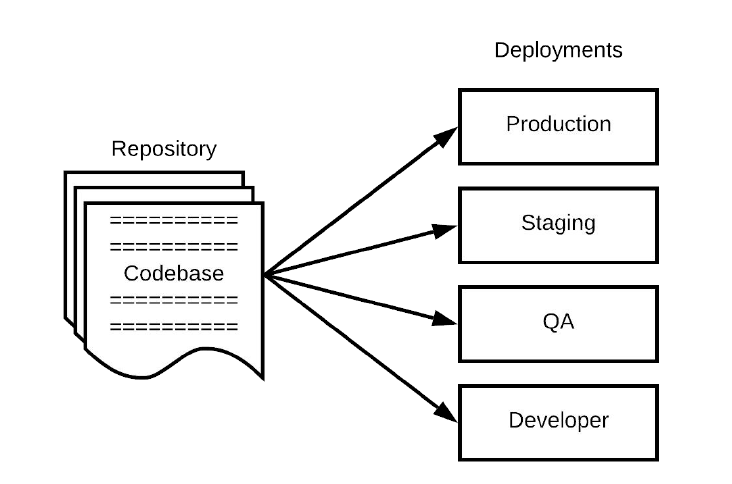 Deployments
Production
Repository
Staging
==========
==========
Codebase
==========
==========
QA
Developer